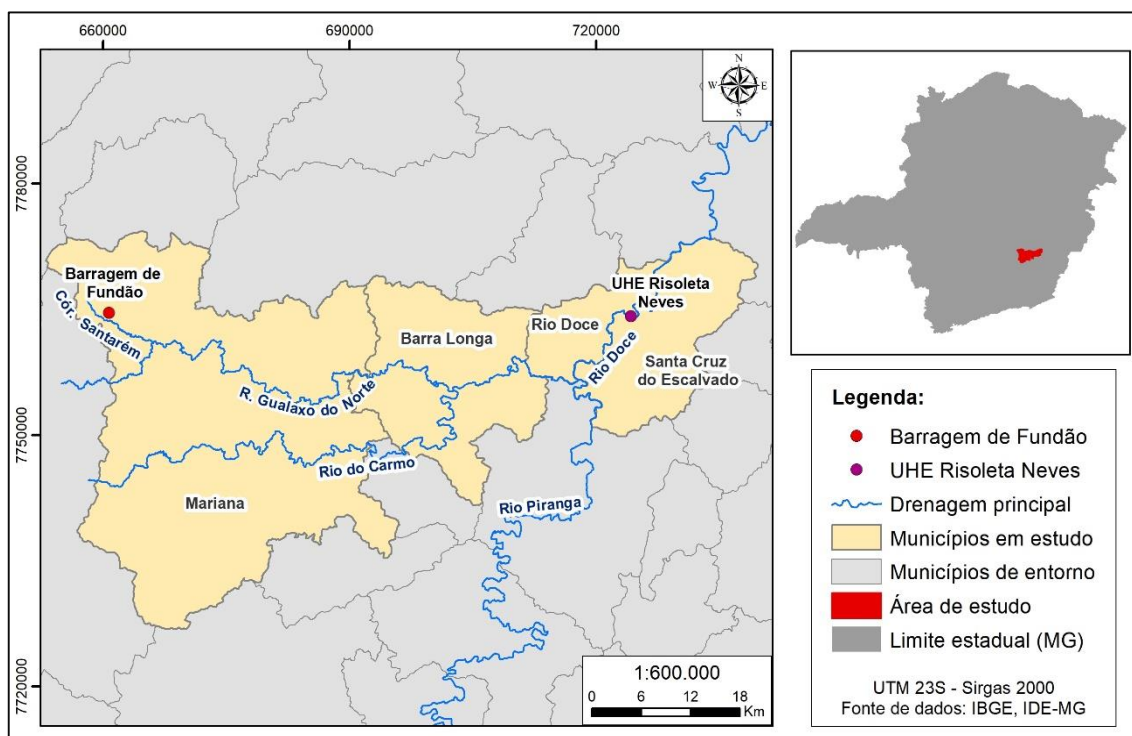 660000
690000
720000
7780000
7750000
7720000
N
W
E
S
Barragem de
Fundão
Cór. Santarém
R. Gualaxo do Norte
Rio do Carmo
Mariana
Barra Longa
Rio Doce
UHE Risoleta
Neves
Rio Doce
Santa Cruz
do Escalvado
Rio Piranga
1:600.000
0 6 12 18
Km
Legenda:
Barragem de Fundão
UHE Risoleta Neves
Drenagem principal
Municípios em estudo
Municípios de entorno
Área de estudo
Limite estadual (MG)
UTM 23S - Sirgas 2000
Fonte de dados: IBGE, IDE-MG